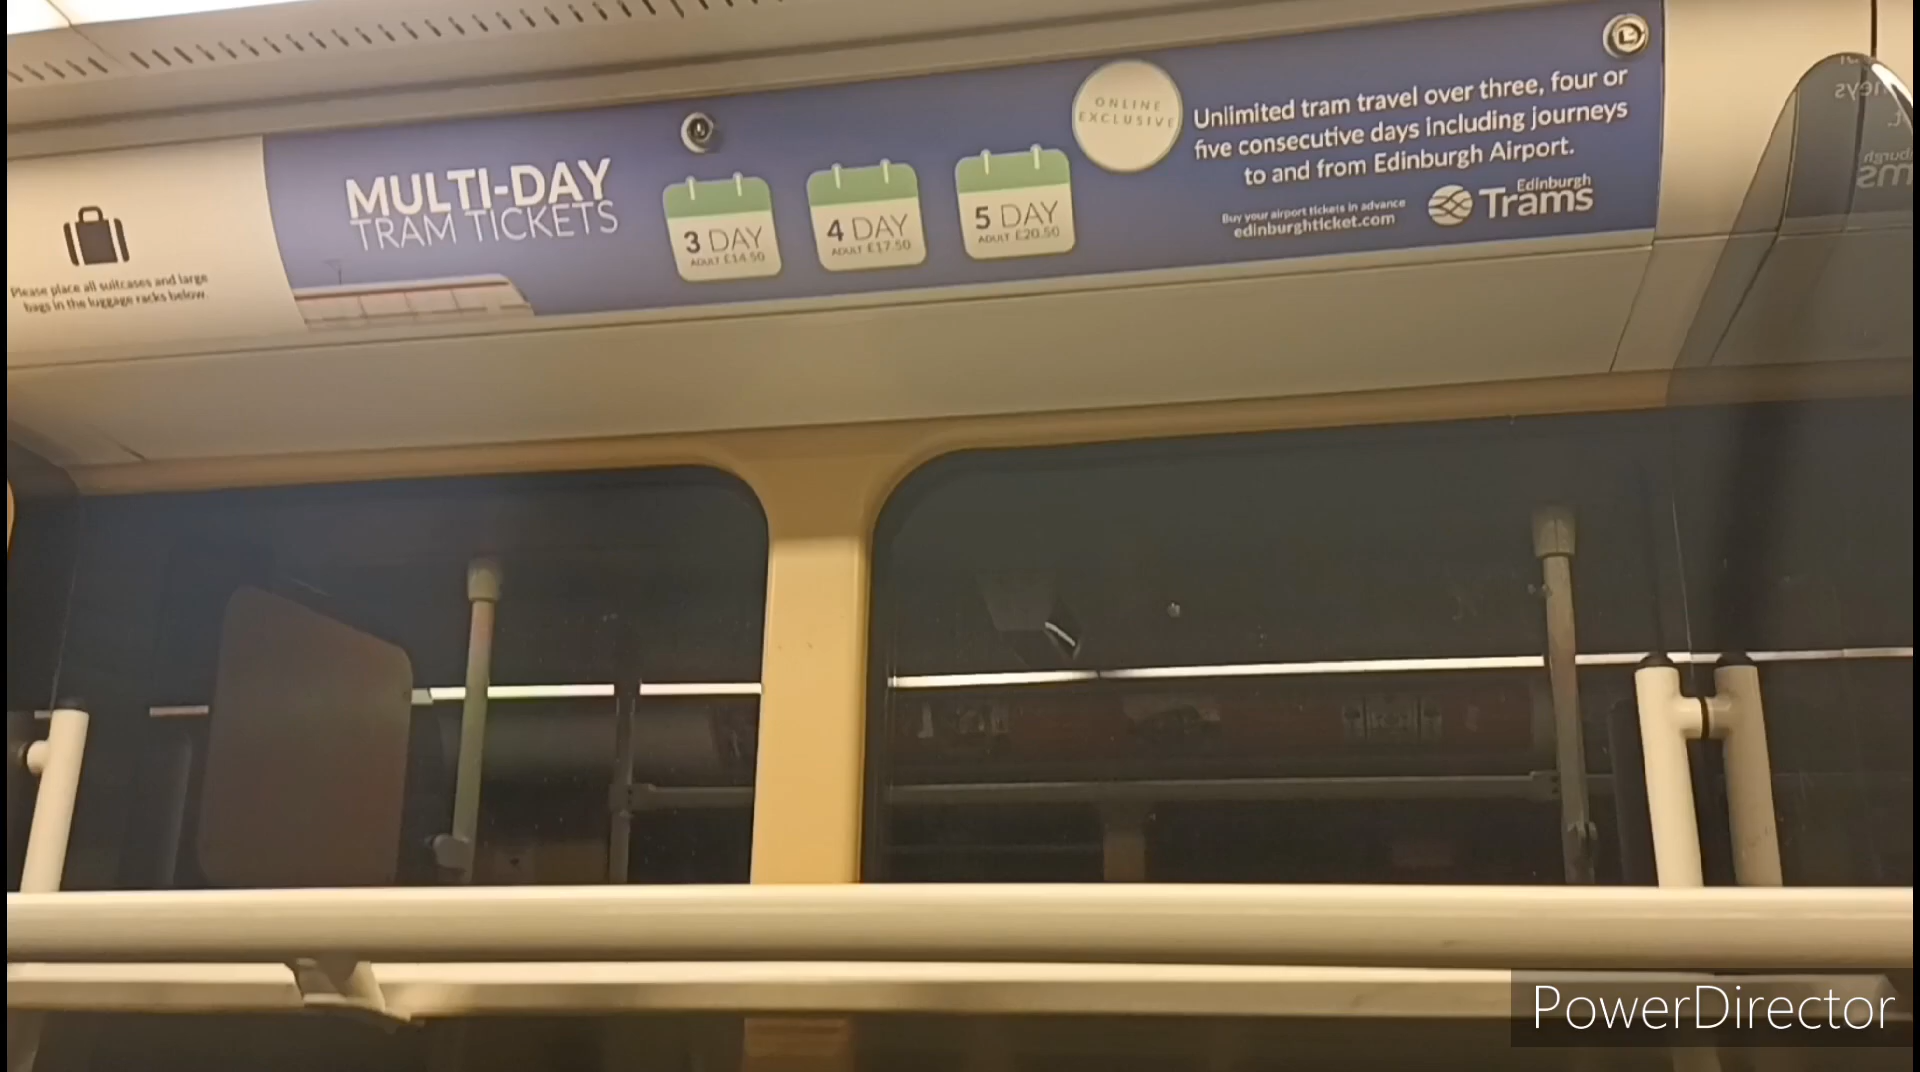 Please place all suitcases and large
bags in the luggage racks below.
MULTI-DAY
TRAM TICKETS
3 DAY
ADULT £14.50
4 DAY
ADULT £17.50
5 DAY
ADULT £20.50
ONLINE
EXCLUSIVE
Unlimited tram travel over three, four or
five consecutive days including journeys
to and from Edinburgh Airport.
Buy your airport tickets in advance
edinburghticket.com
Edinburgh
Trams
PowerDirector